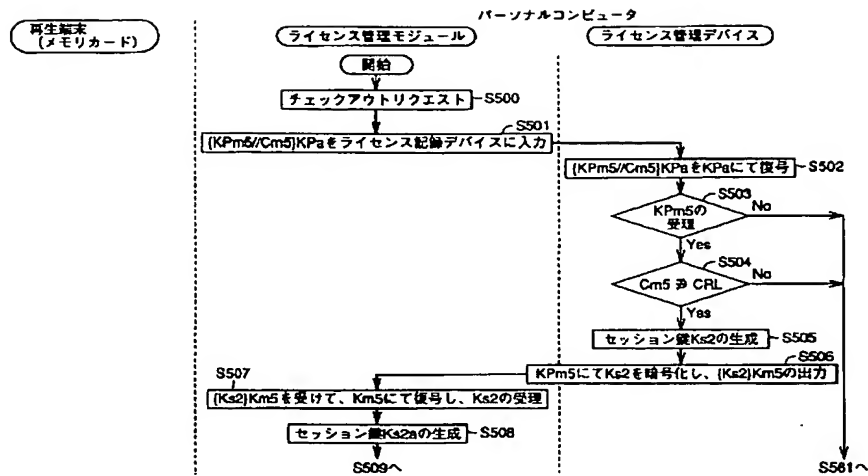 パーソナルコンピュータ
再生端末
(メモリカード)
ライセンス管理モジュール
ライセンス管理デバイス
開始
チェックアウトリクエスト
S500
S501
{KPm5//Cm5}KPaをライセンス記録デバイスに入力
{KPm5//Cm5}KPaをKPaにて復号
S502
S503
KPm5の
受理
No
Yes
S504
Cm5 ∌ CRL
No
Yes
セッション鍵Ks2の生成
S505
S506
KPm5にてKs2を暗号化し、{Ks2}Km5の出力
S507
{Ks2}Km5を受けて、Km5にて復号し、Ks2の受理
セッション鍵Ks2aの生成
S508
S509へ
S561へ